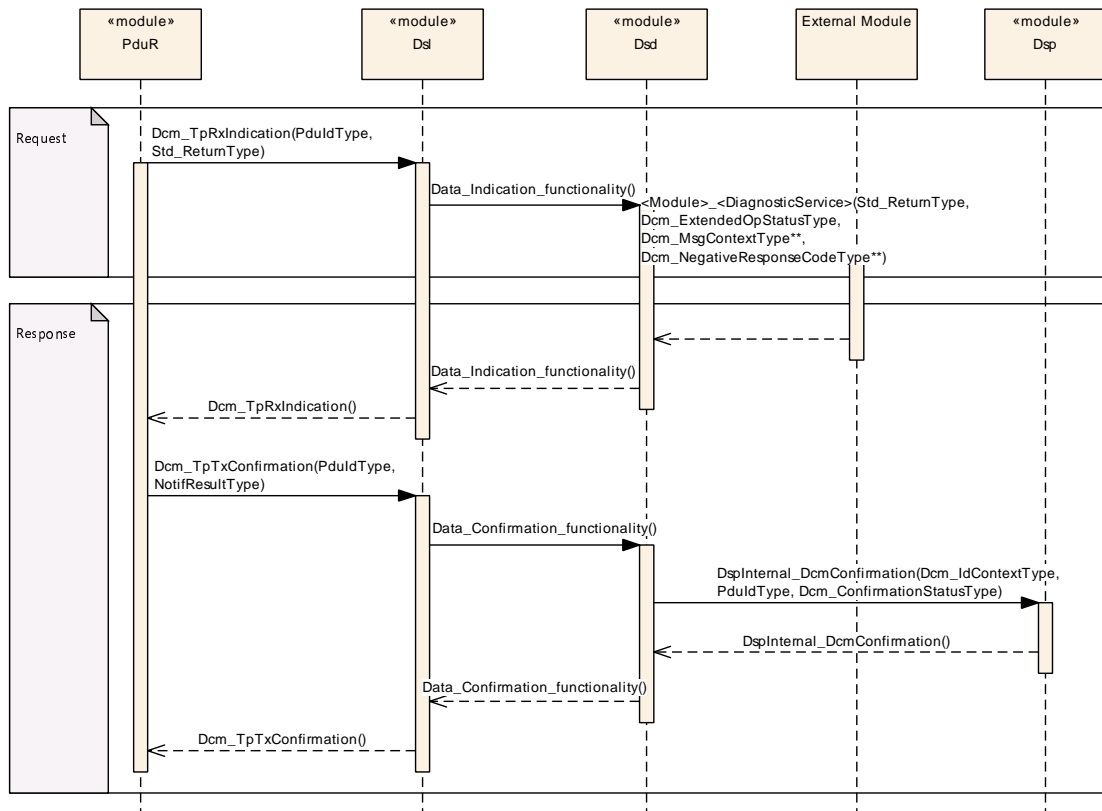 «module»
PduR
«module»
Dsl
«module»
Dsd
External Module
«module»
Dsp
Request
Dcm_TpRxIndication(PduIdType,
Std_ReturnType)
Data_Indication_functionality()
<Module>_<DiagnosticService>(Std_ReturnType,
Dcm_ExtendedOpStatusType,
Dcm_MsgContextType**,
Dcm_NegativeResponseCodeType**)
Response
Data_Indication_functionality()
Dcm_TpRxIndication()
Dcm_TpTxConfirmation(PduIdType,
NotifResultType)
Data_Confirmation_functionality()
DspInternal_DcmConfirmation(Dcm_IdContextType,
PduIdType, Dcm_ConfirmationStatusType)
DspInternal_DcmConfirmation()
Data_Confirmation_functionality()
Dcm_TpTxConfirmation()